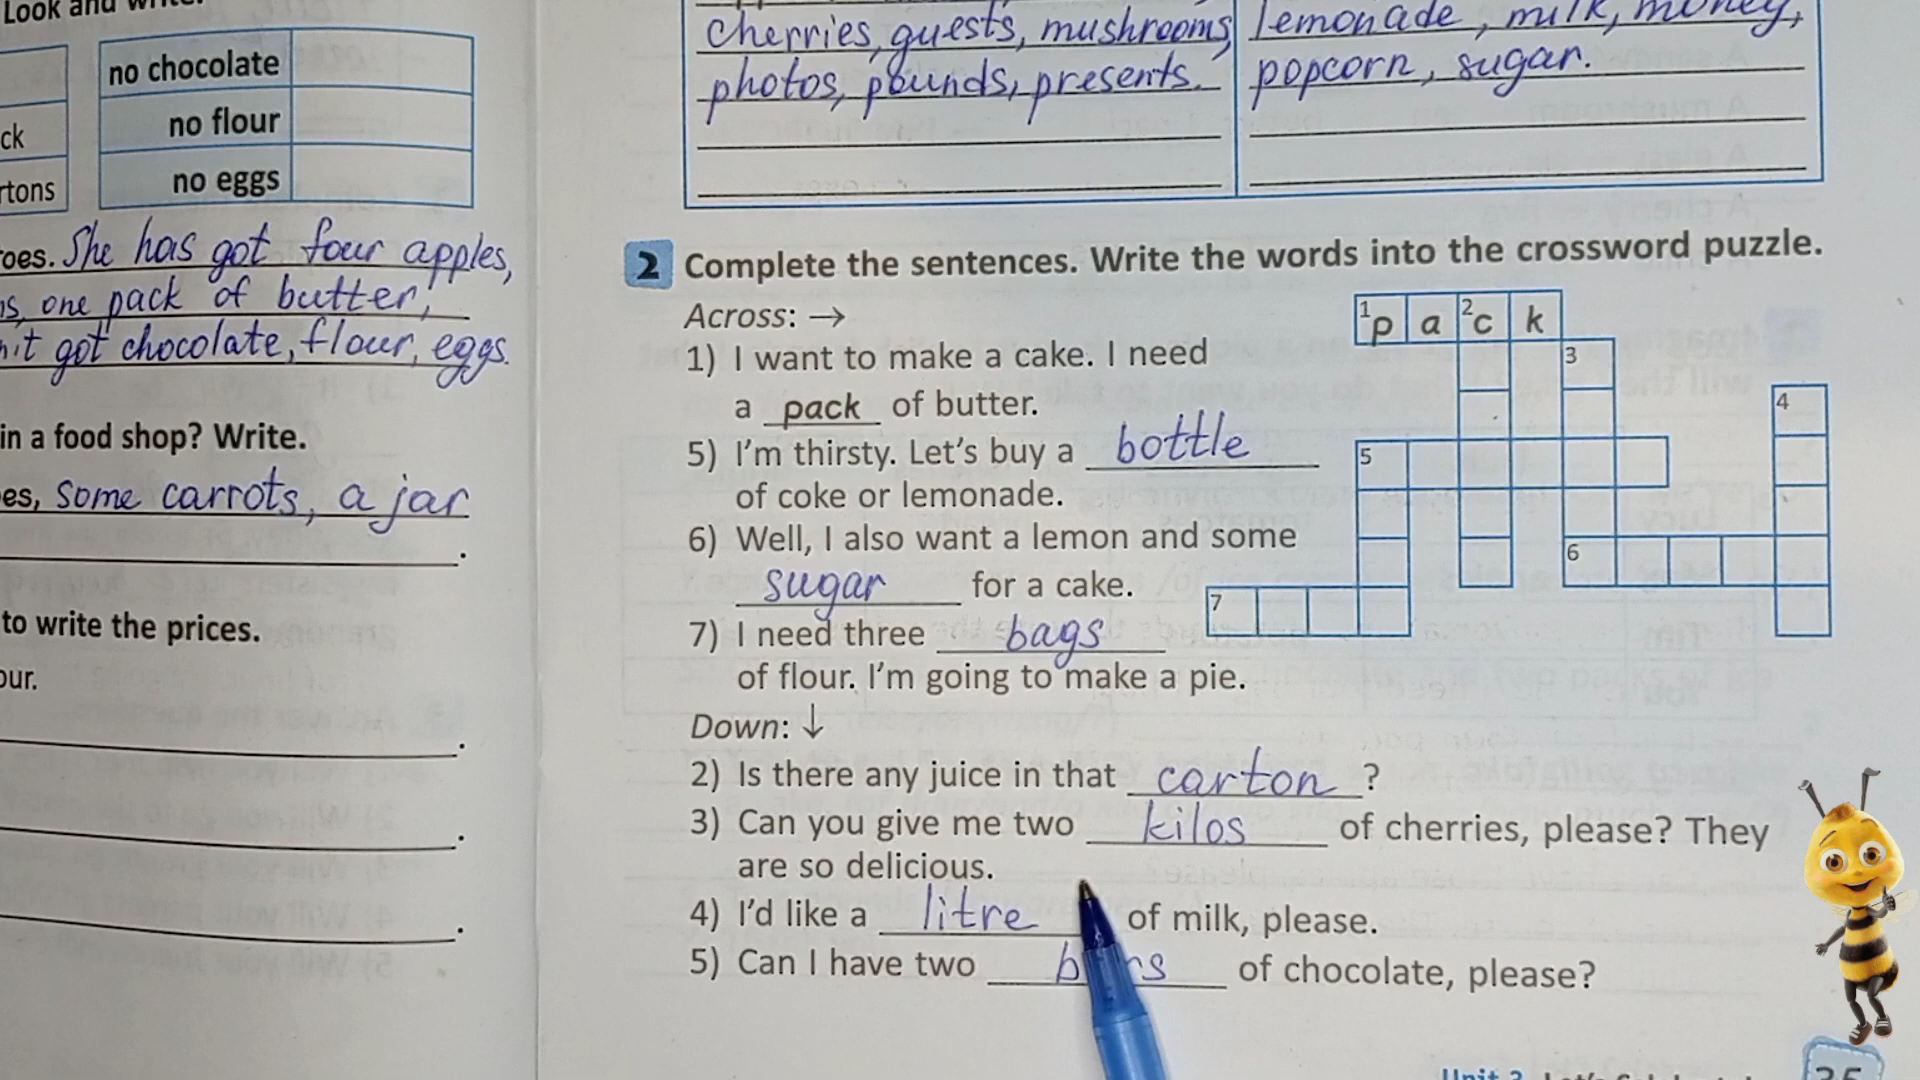 Look and write.
no chocolate
no flour
ck
no eggs
rtons
oes. She has got four apples,
s, one pack of butter,
n't got chocolate, flour, eggs.
in a food shop? Write.
es, some carrots, a jar
.
to write the prices.
our.
.
.
.
cherries, guests, mushrooms,
photos, pounds, presents.
lemonade, milk, money,
popcorn, sugar.
2 Complete the sentences. Write the words into the crossword puzzle.
Across: →
1) I want to make a cake. I need
a pack of butter.
5) I'm thirsty. Let's buy a bottle
of coke or lemonade.
6) Well, I also want a lemon and some
sugar for a cake.
7) I need three bags
of flour. I'm going to make a pie.
Down: ↓
2) Is there any juice in that carton ?
3) Can you give me two kilos of cherries, please? They
are so delicious.
4) I'd like a litre of milk, please.
5) Can I have two of chocolate, please?
1 p a 2 c k
3
4
5
6
7